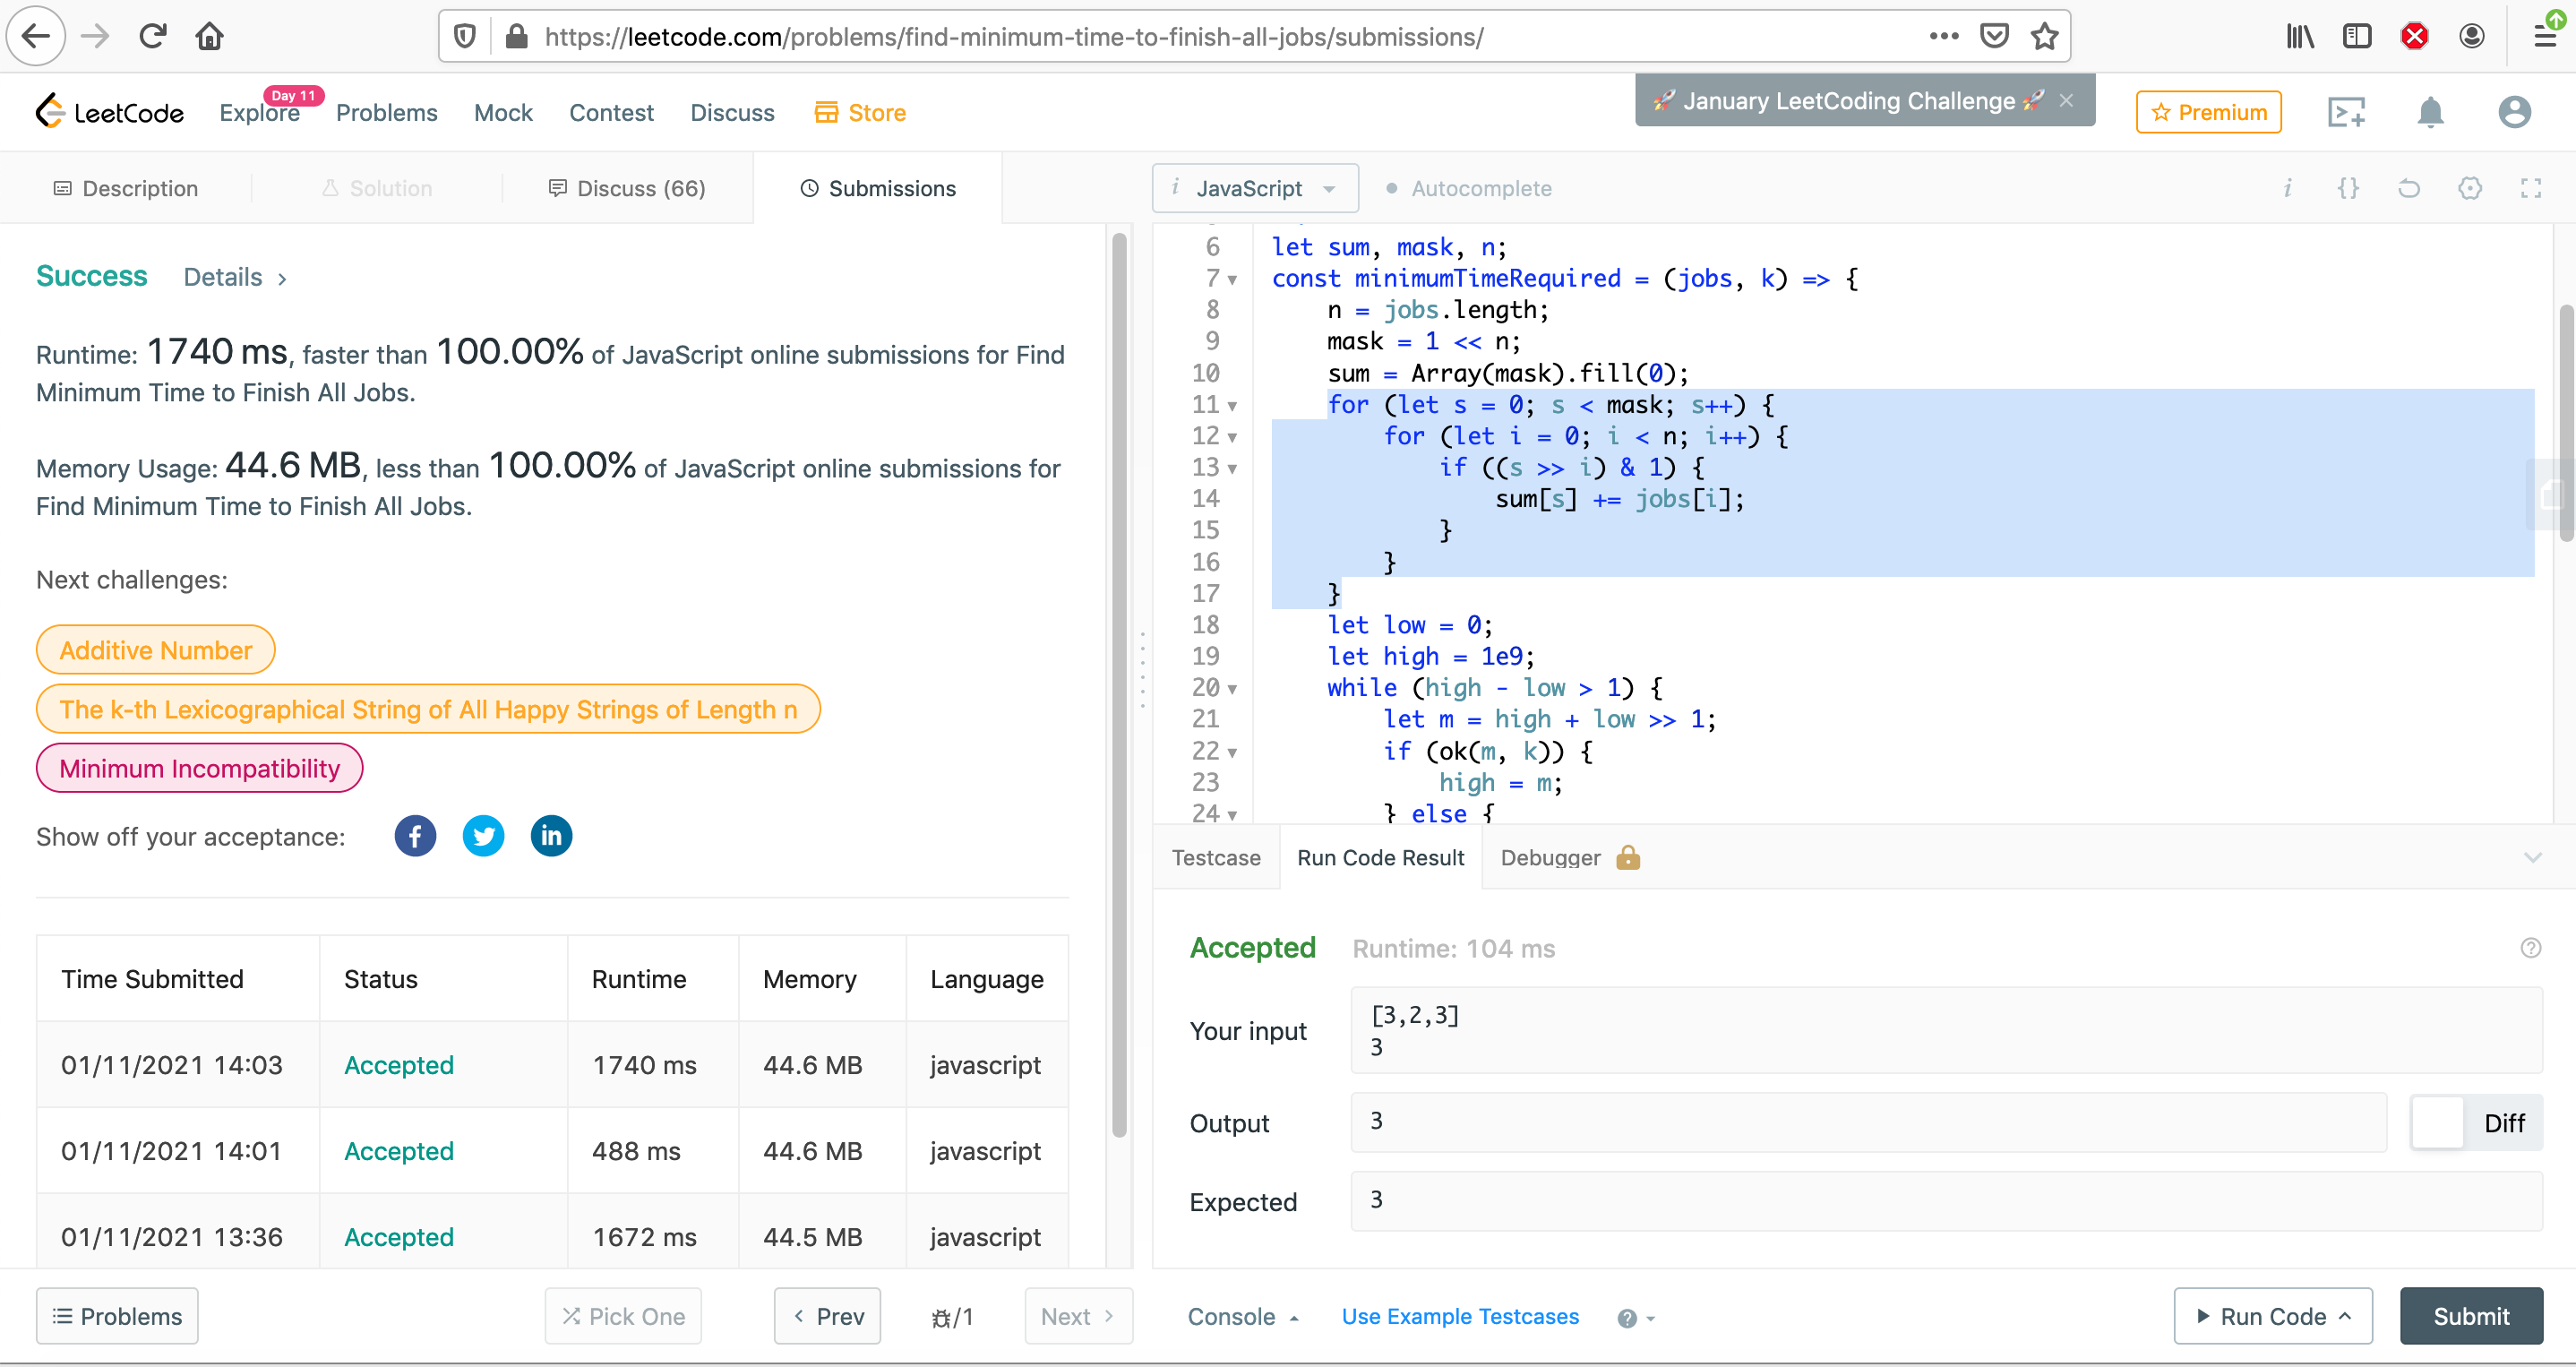 https://leetcode.com/problems/find-minimum-time-to-finish-all-jobs/submissions/
LeetCode
Explore
Day 11
Problems
Mock
Contest
Discuss
Store
🚀 January LeetCoding Challenge 🚀 ×
Premium
Description
Solution
Discuss (66)
Submissions
Success
Details >
Runtime: 1740 ms, faster than 100.00% of JavaScript online submissions for Find
Minimum Time to Finish All Jobs.
Memory Usage: 44.6 MB, less than 100.00% of JavaScript online submissions for
Find Minimum Time to Finish All Jobs.
Next challenges:
Additive Number
The k-th Lexicographical String of All Happy Strings of Length n
Minimum Incompatibility
Show off your acceptance:
Time Submitted Status Runtime Memory Language
01/11/2021 14:03 Accepted 1740 ms 44.6 MB javascript
01/11/2021 14:01 Accepted 488 ms 44.6 MB javascript
01/11/2021 13:36 Accepted 1672 ms 44.5 MB javascript
Problems
Pick One
< Prev
/1
Next >
i JavaScript
Autocomplete
i {}
6 let sum, mask, n;
7 const minimumTimeRequired = (jobs, k) => {
8 n = jobs.length;
9 mask = 1 << n;
10 sum = Array(mask).fill(0);
11 for (let s = 0; s < mask; s++) {
12 for (let i = 0; i < n; i++) {
13 if ((s >> i) & 1) {
14 sum[s] += jobs[i];
15 }
16 }
17 }
18 let low = 0;
19 let high = 1e9;
20 while (high - low > 1) {
21 let m = high + low >> 1;
22 if (ok(m, k)) {
23 high = m;
24 } else {
Testcase
Run Code Result
Debugger
Accepted
Runtime: 104 ms
Your input
[3,2,3]
3
Output
3
Diff
Expected
3
Console
Use Example Testcases
Run Code
Submit